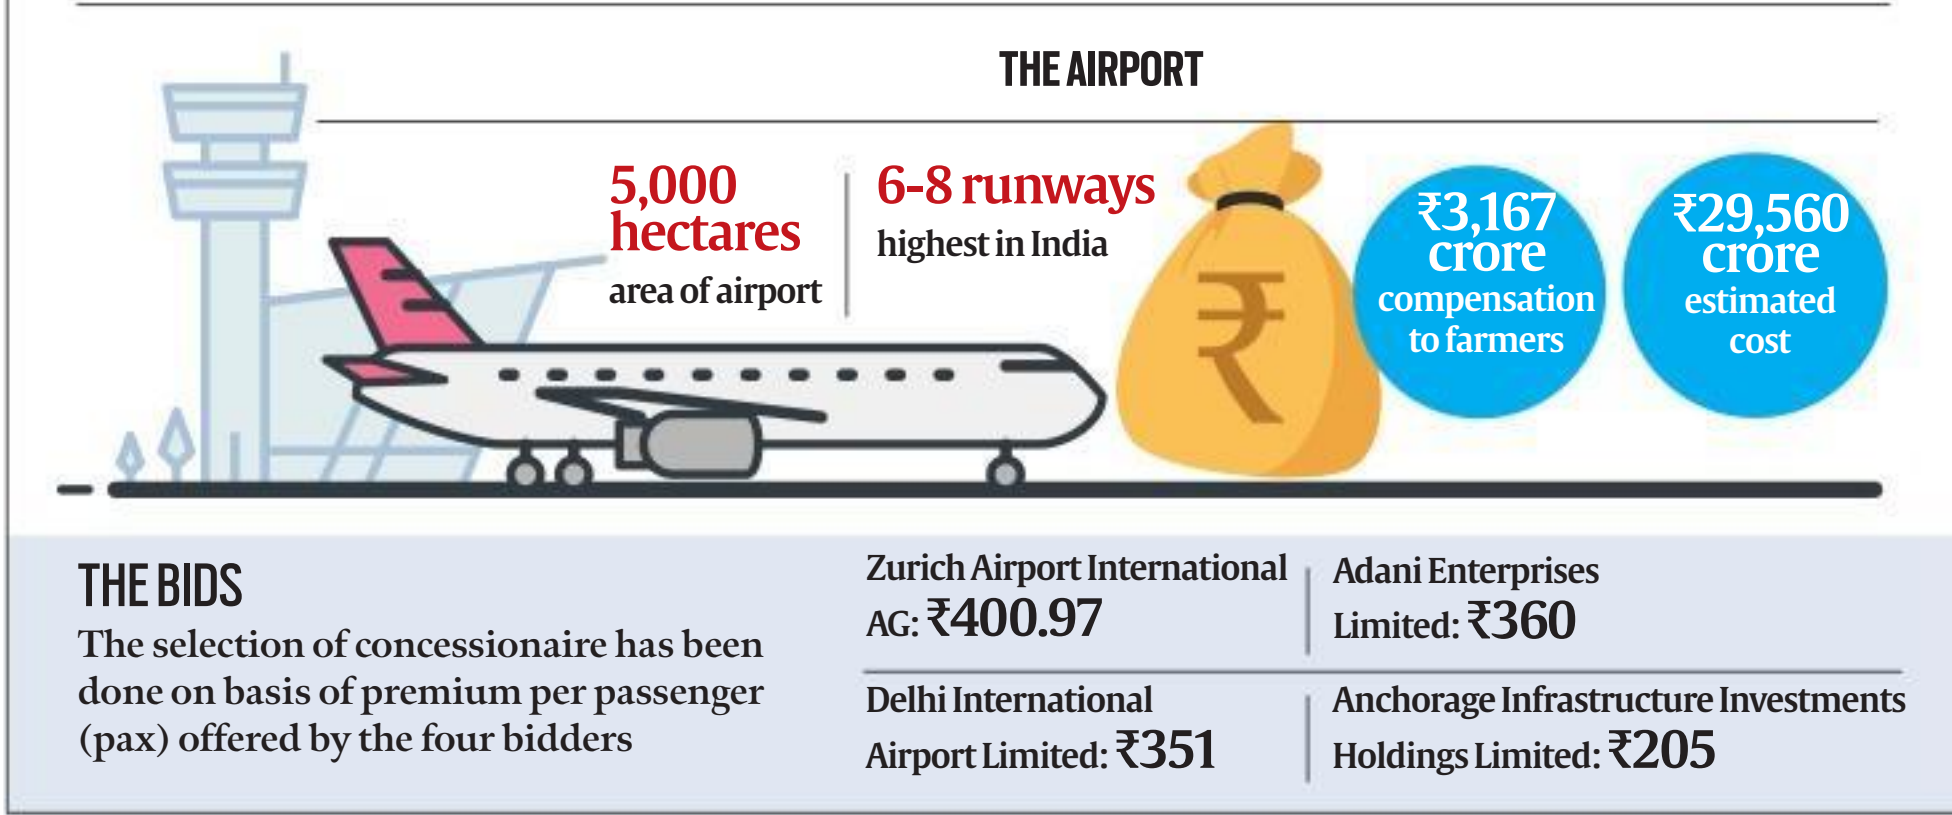 THE AIRPORT
5,000
hectares
area of airport
6-8 runways
highest in India
₹
₹3,167
crore
compensation
to farmers
₹29,560
crore
estimated
cost
THE BIDS
The selection of concessionaire has been
done on basis of premium per passenger
(pax) offered by the four bidders
Zurich Airport International
AG: ₹400.97
Adani Enterprises
Limited: ₹360
Delhi International
Airport Limited: ₹351
Anchorage Infrastructure Investments
Holdings Limited: ₹205